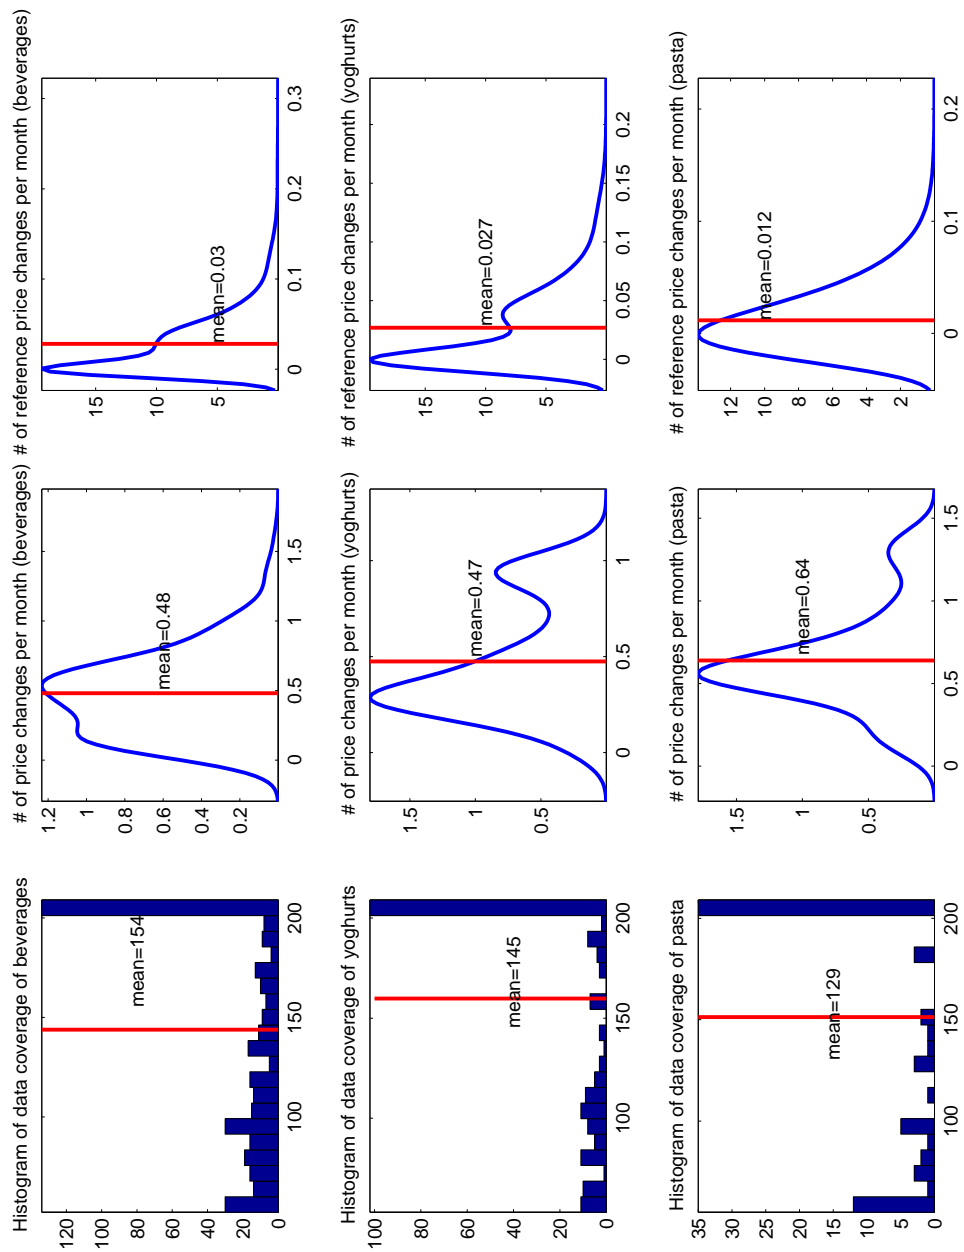 Histogram of data coverage of beverages
120
100
80
60
40
20
0
mean=154
100 150 200
# of price changes per month (beverages)
1.2
1
0.8
0.6
0.4
0.2
mean=0.48
0 0.5 1 1.5
# of reference price changes per month (beverages)
15
10
5
mean=0.03
0 0.1 0.2 0.3
Histogram of data coverage of yoghurts
100
80
60
40
20
0
mean=145
100 150 200
# of price changes per month (yoghurts)
1.5
1
0.5
mean=0.47
0 0.5 1
# of reference price changes per month (yoghurts)
15
10
5
mean=0.027
0 0.05 0.1 0.15 0.2
Histogram of data coverage of pasta
35
30
25
20
15
10
5
0
mean=129
100 150 200
# of price changes per month (pasta)
1.5
1
0.5
mean=0.64
0 0.5 1 1.5
# of reference price changes per month (pasta)
12
10
8
6
4
2
mean=0.012
0 0.1 0.2